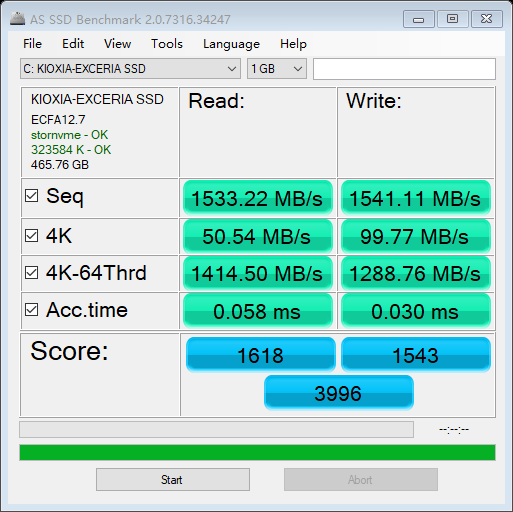 AS SSD Benchmark 2.0.7316.34247
File Edit View Tools Language Help
C: KIOXIA-EXCERIA SSD 1 GB
KIOXIA-EXCERIA SSD Read: Write:
ECFA12.7
stornvme - OK
323584 K - OK
465.76 GB
Seq 1533.22 MB/s 1541.11 MB/s
4K 50.54 MB/s 99.77 MB/s
4K-64Thrd 1414.50 MB/s 1288.76 MB/s
Acc.time 0.058 ms 0.030 ms
Score: 1618 1543
3996
--:--:--
Start Abort